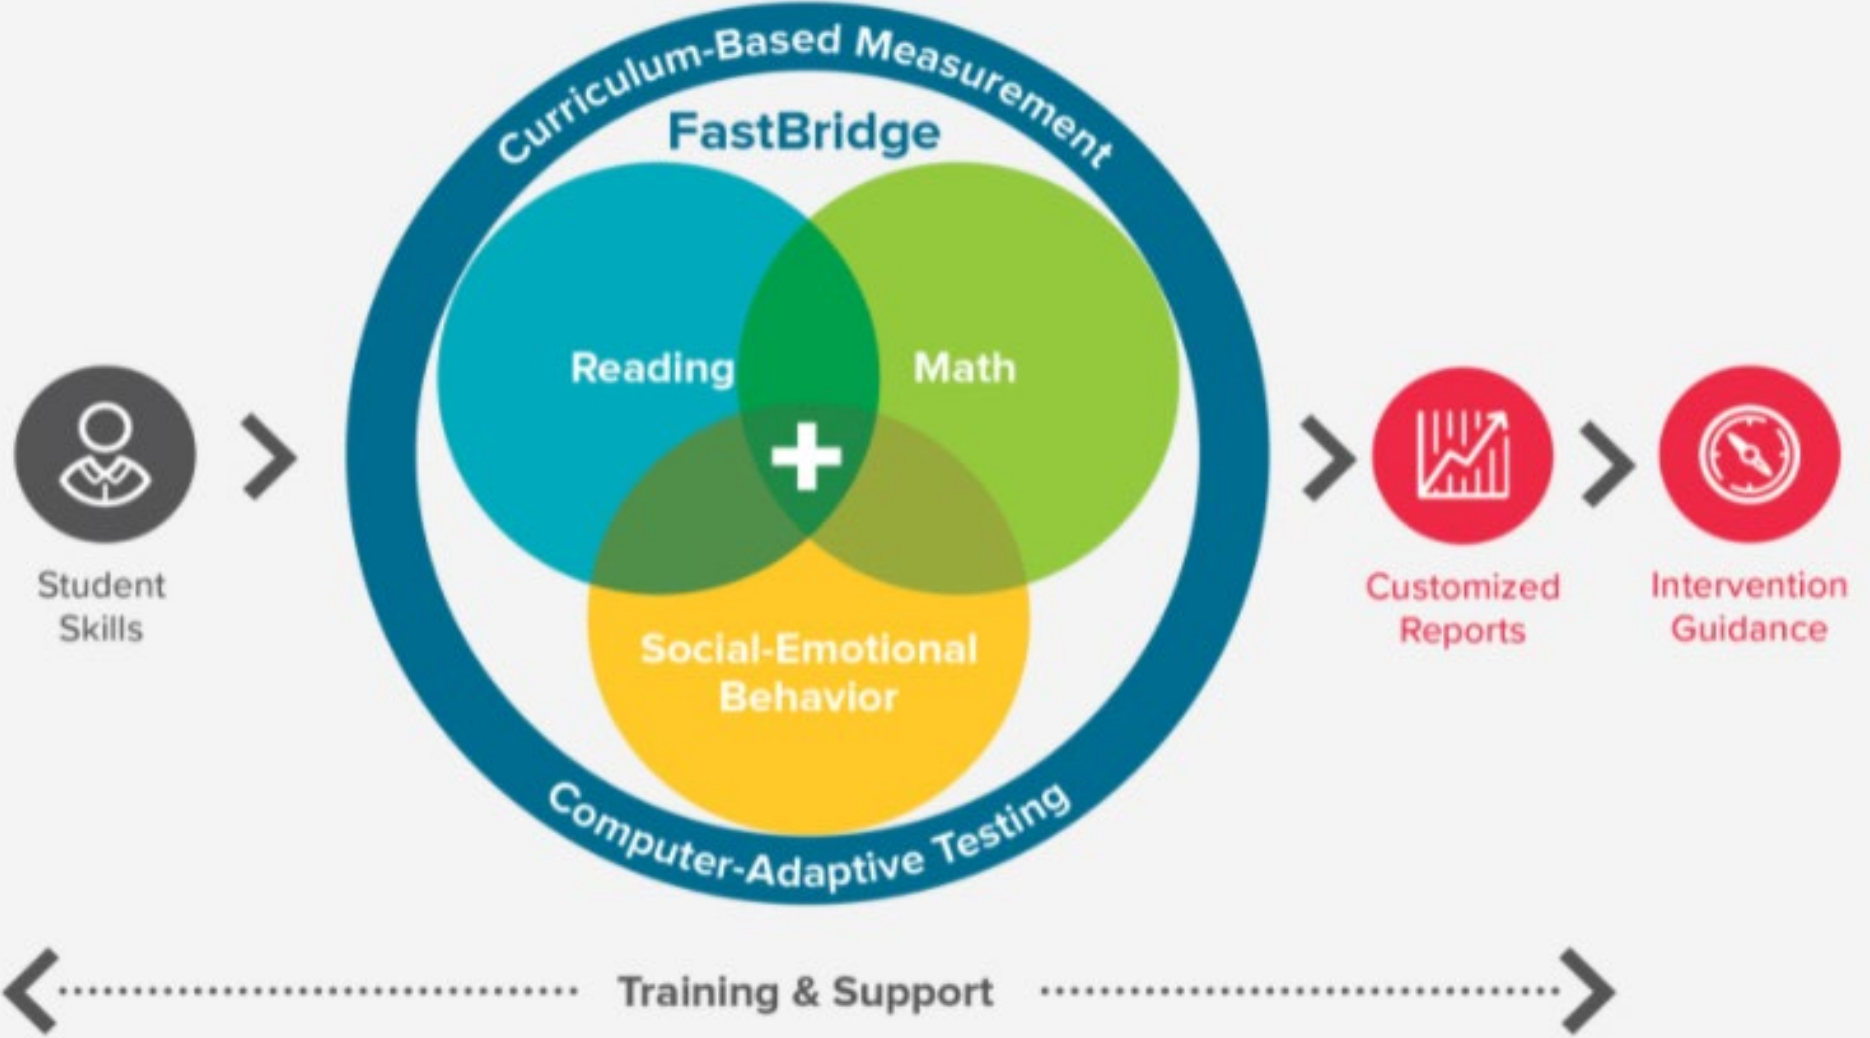 Curriculum-Based Measurement
FastBridge
Reading
Math
Social-Emotional
Behavior
Computer-Adaptive Testing
Student
Skills
Customized
Reports
Intervention
Guidance
Training & Support